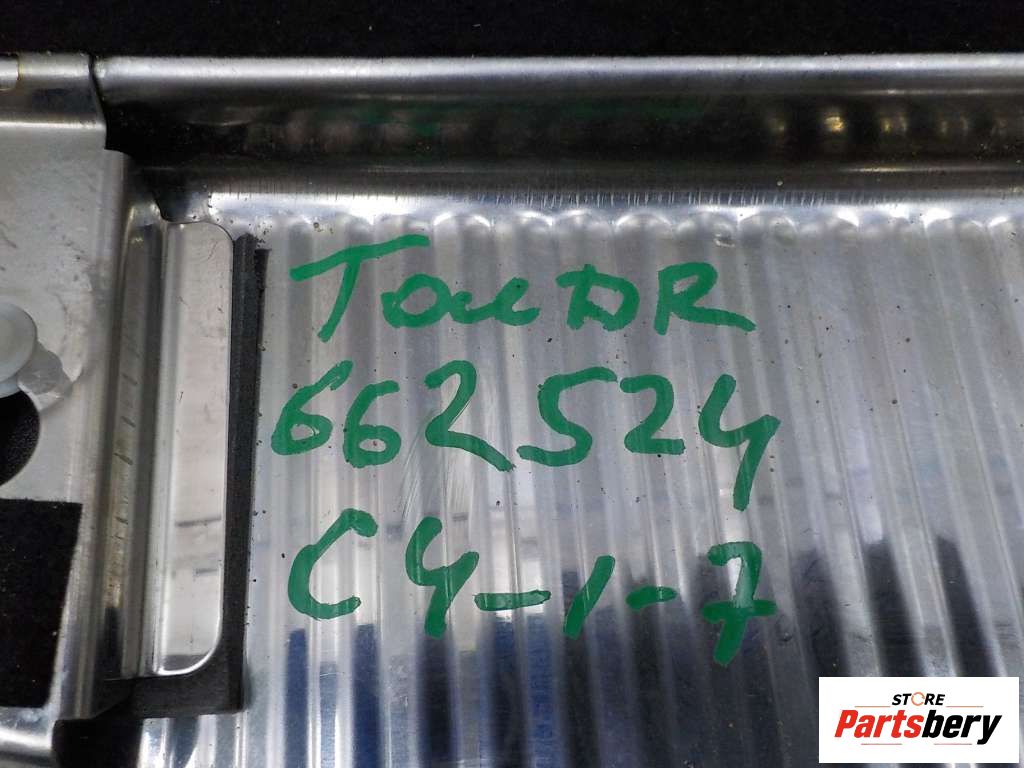 TouDR
662524
C4-1-7
STORE
Partsbery